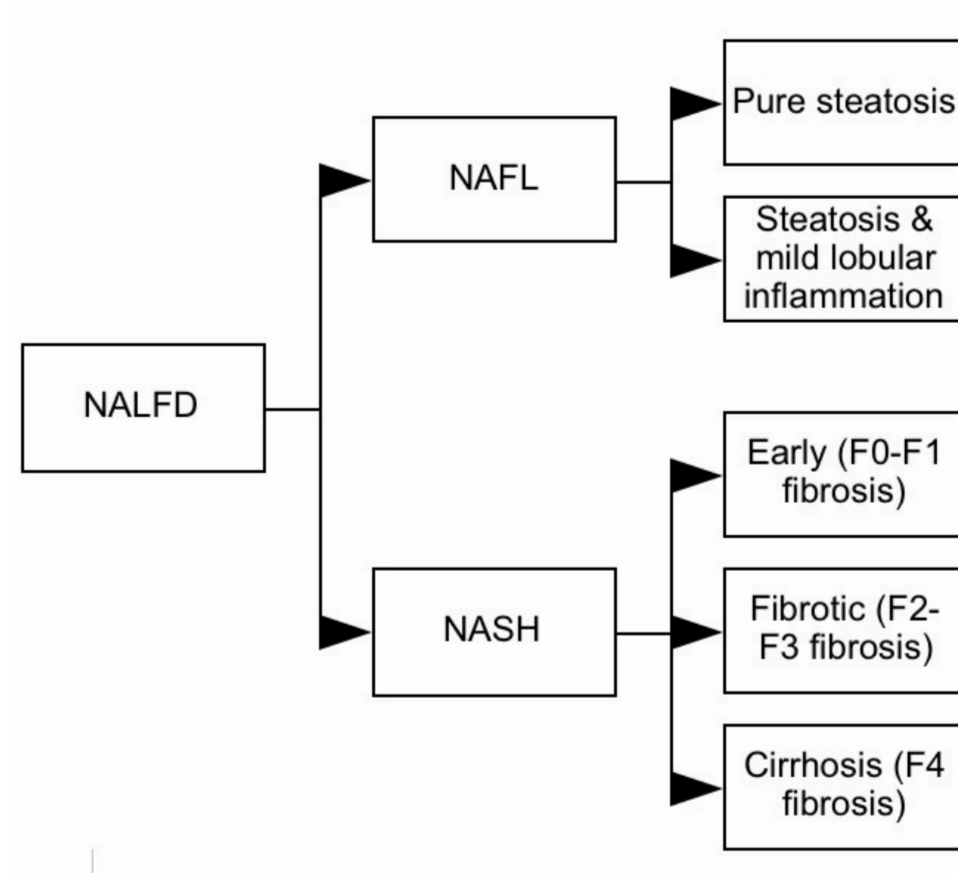 NALFD
NAFL
Pure steatosis
Steatosis &
mild lobular
inflammation
NASH
Early (F0-F1
fibrosis)
Fibrotic (F2-
F3 fibrosis)
Cirrhosis (F4
fibrosis)